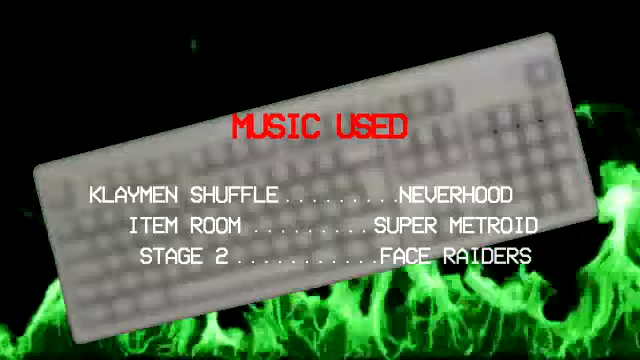 MUSIC USED
KLAYMEN SHUFFLE.........NEVERHOOD
ITEM ROOM .........SUPER METROID
STAGE 2...........FACE RAIDERS